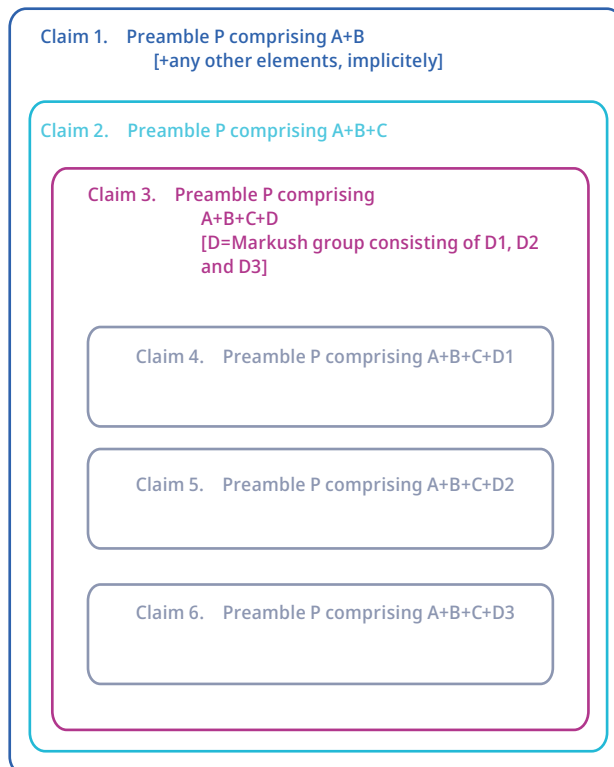 Claim 1. Preamble P comprising A+B
[+any other elements, implicitely]
Claim 2. Preamble P comprising A+B+C
Claim 3. Preamble P comprising
A+B+C+D
[D=Markush group consisting of D1, D2
and D3]
Claim 4. Preamble P comprising A+B+C+D1
Claim 5. Preamble P comprising A+B+C+D2
Claim 6. Preamble P comprising A+B+C+D3